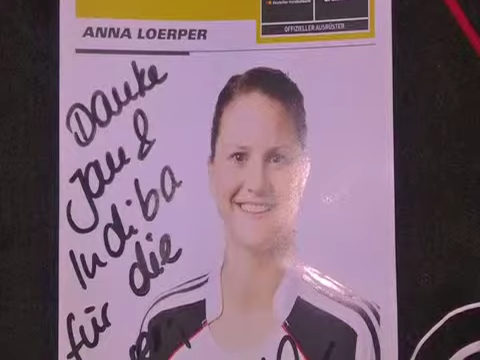 OFFIZIELLER AUSRÜSTER
ANNA LOERPER
Danke
Jan &
Indiba
für die